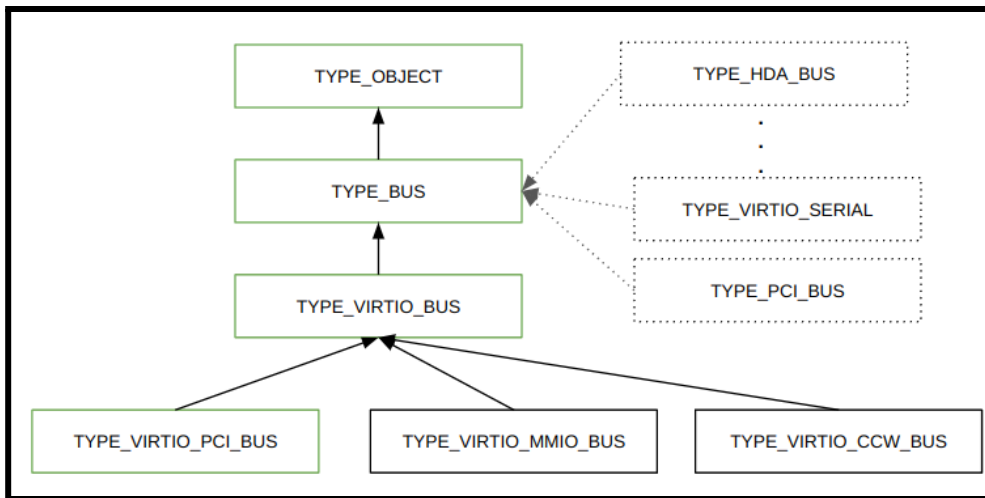 TYPE_OBJECT
TYPE_HDA_BUS
TYPE_BUS
TYPE_VIRTIO_SERIAL
TYPE_PCI_BUS
TYPE_VIRTIO_BUS
TYPE_VIRTIO_PCI_BUS
TYPE_VIRTIO_MMIO_BUS
TYPE_VIRTIO_CCW_BUS